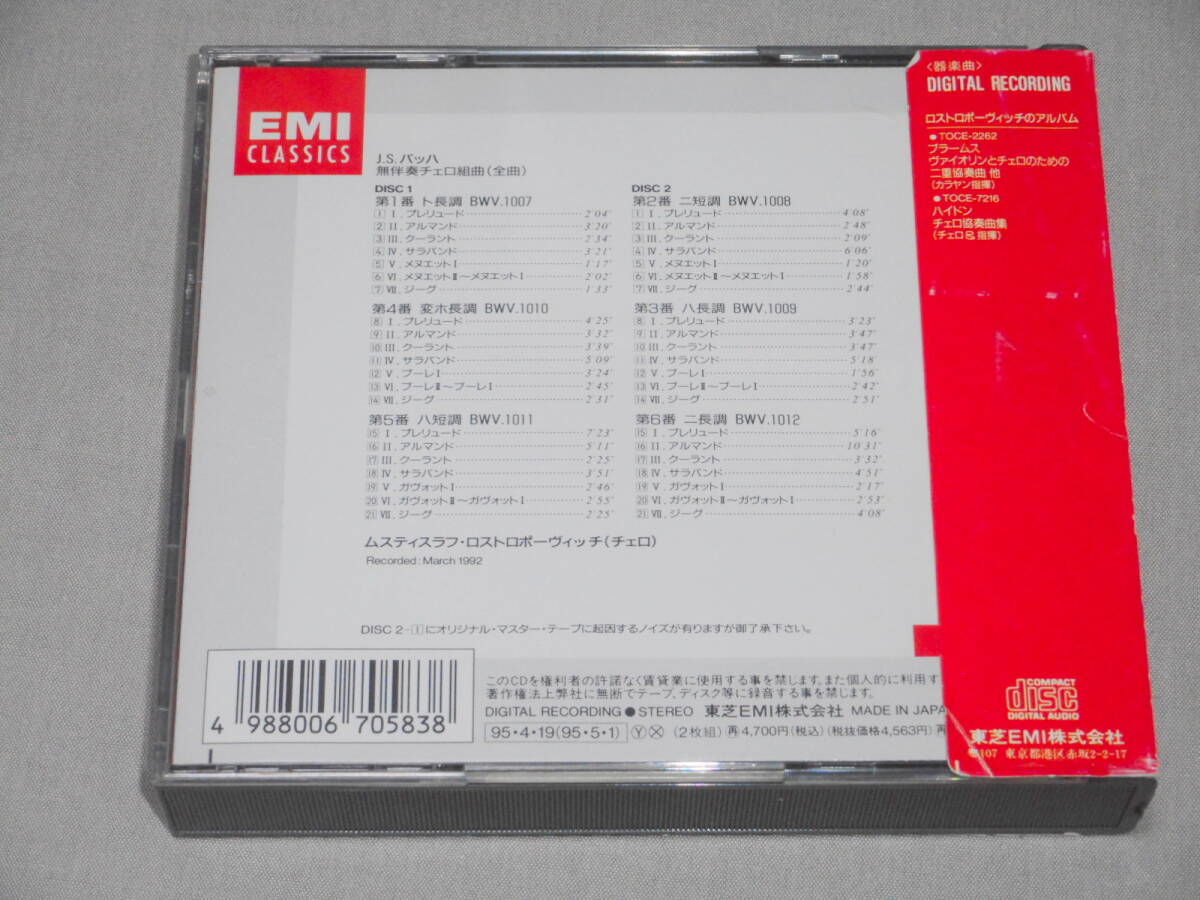 EMI
CLASSICS
J.S.バッハ
無伴奏チェロ組曲(全曲)
DISC 1
第1番 ト長調 BWV.1007
1 I.プレリュード 2'04"
2 II.アルマンド 3'20"
3 III.クーラント 2'34"
4 IV.サラバンド 3'21"
5 V.メヌエットI 1'17"
6 VI.メヌエットII〜メヌエットI 2'02"
7 VII.ジーグ 1'33"
第4番 変ホ長調 BWV.1010
8 I.プレリュード 4'25"
9 II.アルマンド 3'32"
10 III.クーラント 3'39"
11 IV.サラバンド 5'09"
12 V.ブーレI 3'24"
13 VI.ブーレII〜ブーレI 2'45"
14 VII.ジーグ 2'31"
第5番 ハ短調 BWV.1011
15 I.プレリュード 7'23"
16 II.アルマンド 5'11"
17 III.クーラント 2'25"
18 IV.サラバンド 3'51"
19 V.ガヴォットI 2'46"
20 VI.ガヴォットII〜ガヴォットI 2'55"
21 VII.ジーグ 2'25"
DISC 2
第2番 ニ短調 BWV.1008
1 I.プレリュード 4'08"
2 II.アルマンド 2'48"
3 III.クーラント 2'09"
4 IV.サラバンド 6'06"
5 V.メヌエットI 1'20"
6 VI.メヌエットII〜メヌエットI 1'58"
7 VII.ジーグ 2'44"
第3番 ハ長調 BWV.1009
8 I.プレリュード 3'23"
9 II.アルマンド 3'47"
10 III.クーラント 3'47"
11 IV.サラバンド 5'18"
12 V.ブーレI 1'56"
13 VI.ブーレII〜ブーレI 2'42"
14 VII.ジーグ 2'51"
第6番 ニ長調 BWV.1012
15 I.プレリュード 5'16"
16 II.アルマンド 10'31"
17 III.クーラント 3'32"
18 IV.サラバンド 4'51"
19 V.ガヴォットI 2'17"
20 VI.ガヴォットII〜ガヴォットI 2'53"
21 VII.ジーグ 4'08"
ムスティスラフ・ロストロポーヴィッチ(チェロ)
Recorded: March 1992
DISC 2-1にオリジナル・マスター・テープに起因するノイズが有りますが御了承下さい。
4 988006 705838
このCDを権利者の許諾なく賃貸業に使用する事を禁じます。また個人的に利用す
著作権法上弊社に無断でテープ、ディスク等に録音する事を禁じます。
DIGITAL RECORDING●STEREO 東芝EMI株式会社 MADE IN JAPA
95・4・19(95・5・1) Ⓨ Ⓧ (2枚組) 再 4,700円(税込)(税抜価格4,563円) 再
〈器楽曲〉
DIGITAL RECORDING
ロストロポーヴィッチのアルバム
●TOCE-2262
ブラームス
ヴァイオリンとチェロのための
二重協奏曲 他
(カラヤン指揮)
●TOCE-7216
ハイドン
チェロ協奏曲集
(チェロ&指揮)
COMPACT
disc
DIGITAL AUDIO
東芝EMI株式会社
〒107 東京都港区赤坂2-2-17